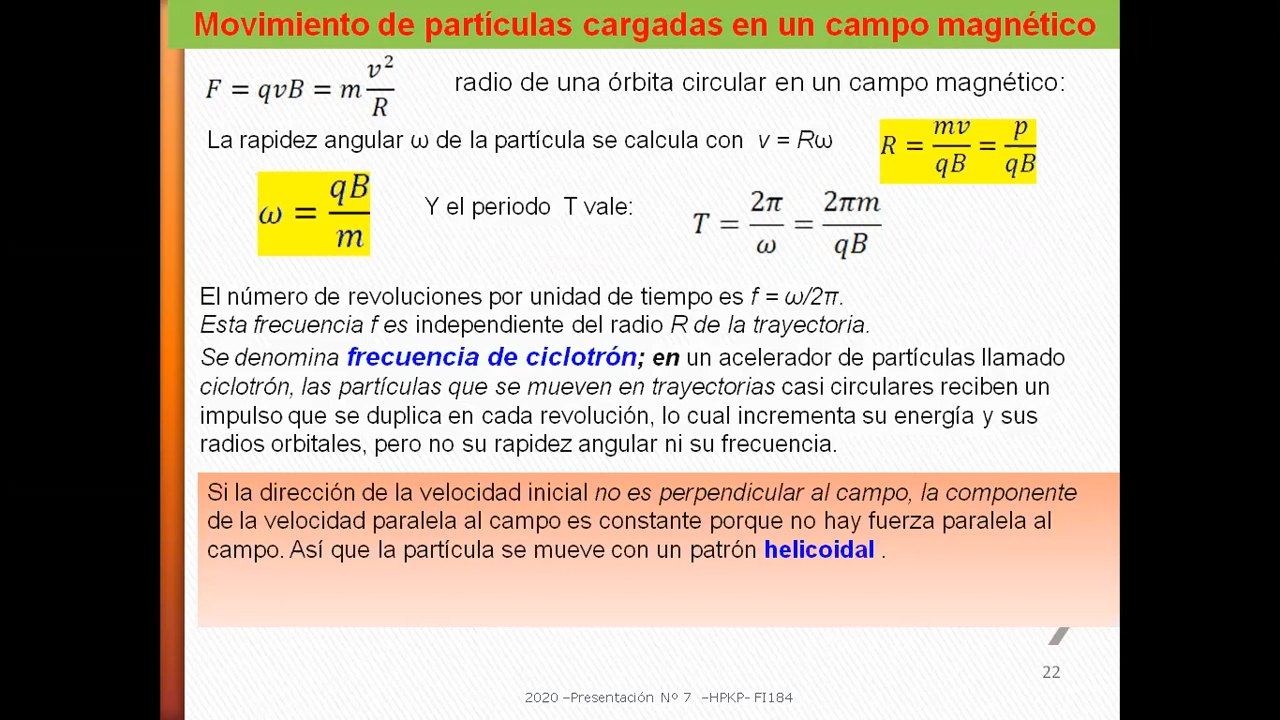 Movimiento de partículas cargadas en un campo magnético
F = qvB = m v²/R
radio de una órbita circular en un campo magnético:
La rapidez angular ω de la partícula se calcula con v = Rω
R = mv/qB = p/qB
ω = qB/m
Y el periodo T vale:
T = 2π/ω = 2πm/qB
El número de revoluciones por unidad de tiempo es f = ω/2π.
Esta frecuencia f es independiente del radio R de la trayectoria.
Se denomina frecuencia de ciclotrón; en un acelerador de partículas llamado
ciclotrón, las partículas que se mueven en trayectorias casi circulares reciben un
impulso que se duplica en cada revolución, lo cual incrementa su energía y sus
radios orbitales, pero no su rapidez angular ni su frecuencia.
Si la dirección de la velocidad inicial no es perpendicular al campo, la componente
de la velocidad paralela al campo es constante porque no hay fuerza paralela al
campo. Así que la partícula se mueve con un patrón helicoidal .
22
2020 –Presentación Nº 7 –HPKP- FI184